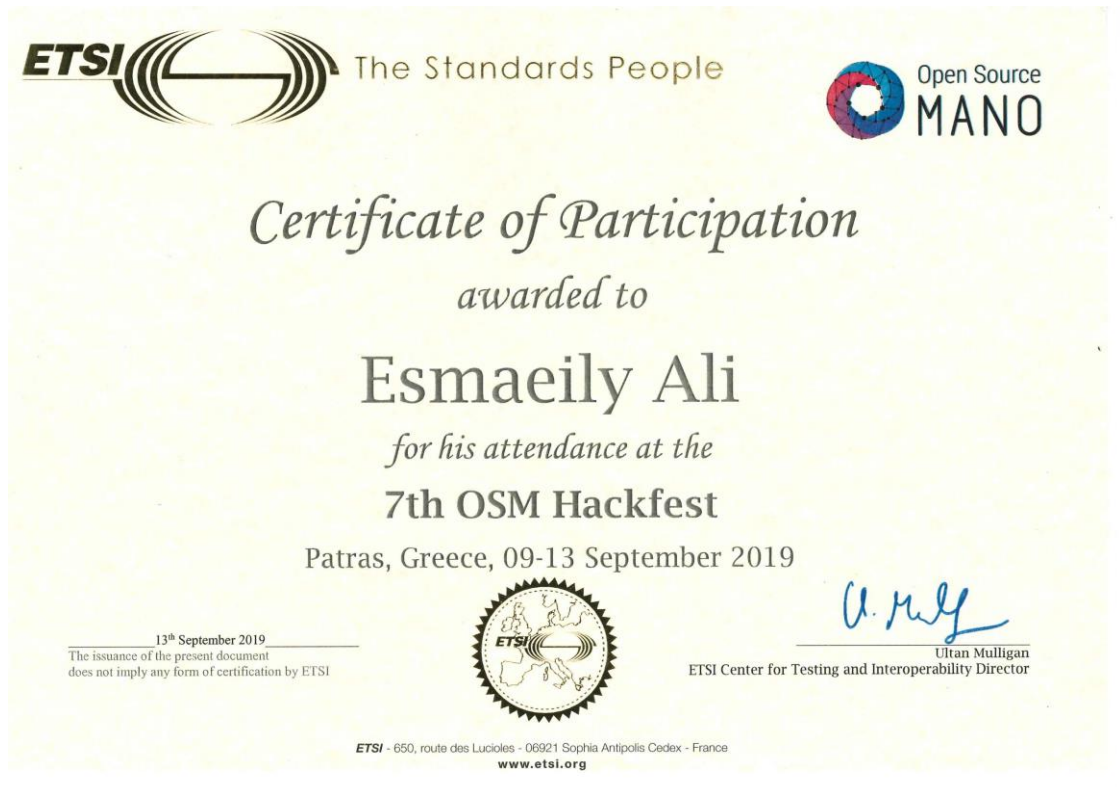 ETSI The Standards People
Open Source
MANO
Certificate of Participation
awarded to
Esmaeily Ali
for his attendance at the
7th OSM Hackfest
Patras, Greece, 09-13 September 2019
ETSI
13th September 2019
The issuance of the present document
does not imply any form of certification by ETSI
Ultan Mulligan
ETSI Center for Testing and Interoperability Director
ETSI - 650, route des Lucioles - 06921 Sophia Antipolis Cedex - France
www.etsi.org